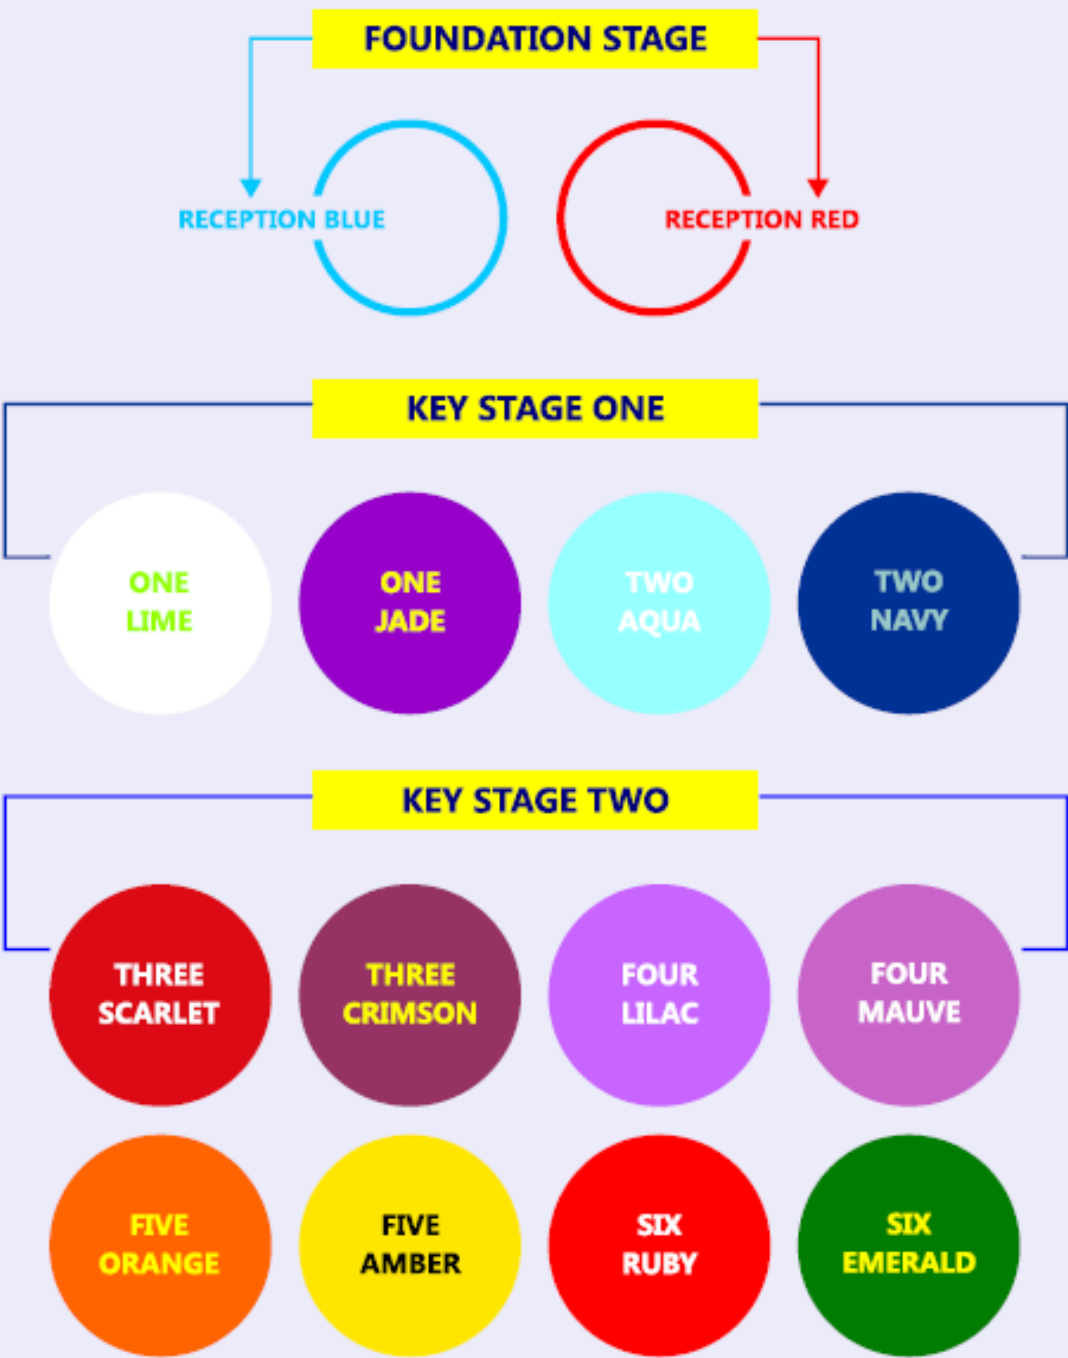 FOUNDATION STAGE
RECEPTION BLUE
RECEPTION RED
KEY STAGE ONE
ONE
LIME
ONE
JADE
TWO
AQUA
TWO
NAVY
KEY STAGE TWO
THREE
SCARLET
THREE
CRIMSON
FOUR
LILAC
FOUR
MAUVE
FIVE
ORANGE
FIVE
AMBER
SIX
RUBY
SIX
EMERALD